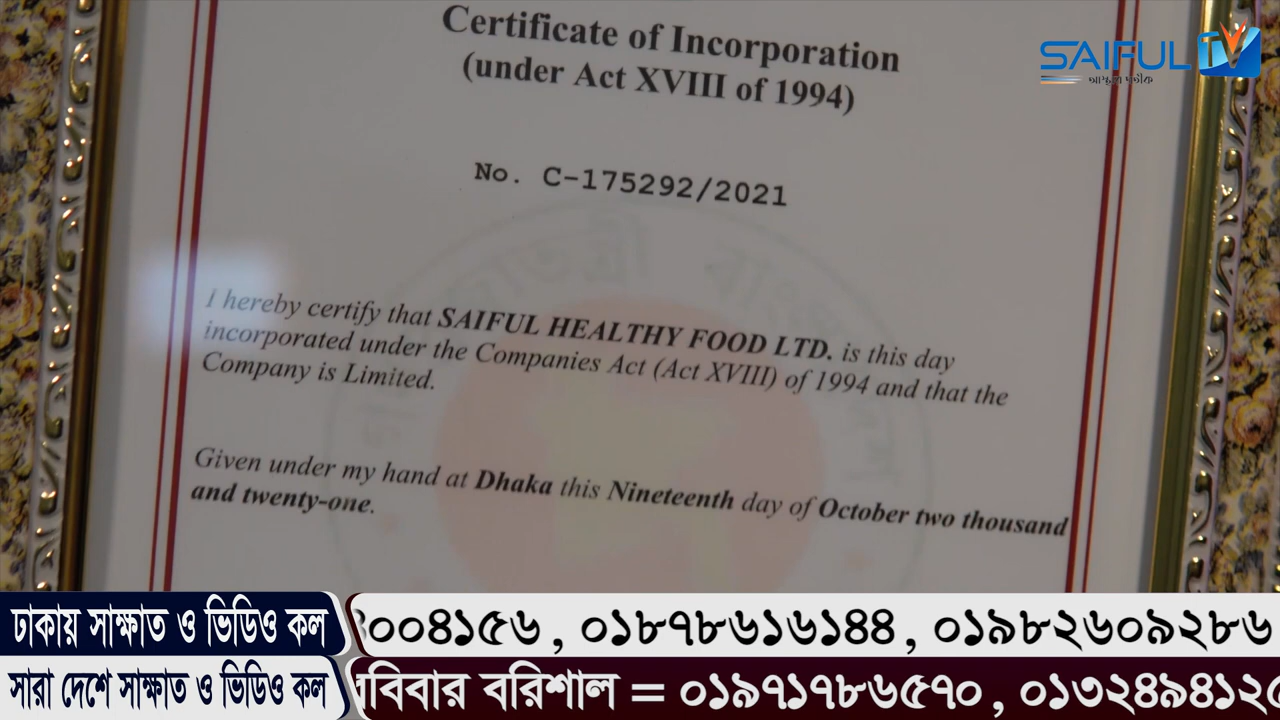 Certificate of Incorporation
(under Act XVIII of 1994)
SAIFUL TV
No. C-175292/2021
I hereby certify that SAIFUL HEALTHY FOOD LTD. is this day
incorporated under the Companies Act (Act XVIII) of 1994 and that the
Company is Limited.
Given under my hand at Dhaka this Nineteenth day of October two thousand
and twenty-one.
ঢাকায় সাক্ষাত ও ভিডিও কল
০০৪১৫৬, ০১৮৭৮৬১৬১৪৪, ০১৯৮২৬০৯২৮৬
সারা দেশে সাক্ষাত ও ভিডিও কল
রবিবার বরিশাল = ০১৯৭১৭৮৬৫৭০, ০১৩২৪৯৪১২৫